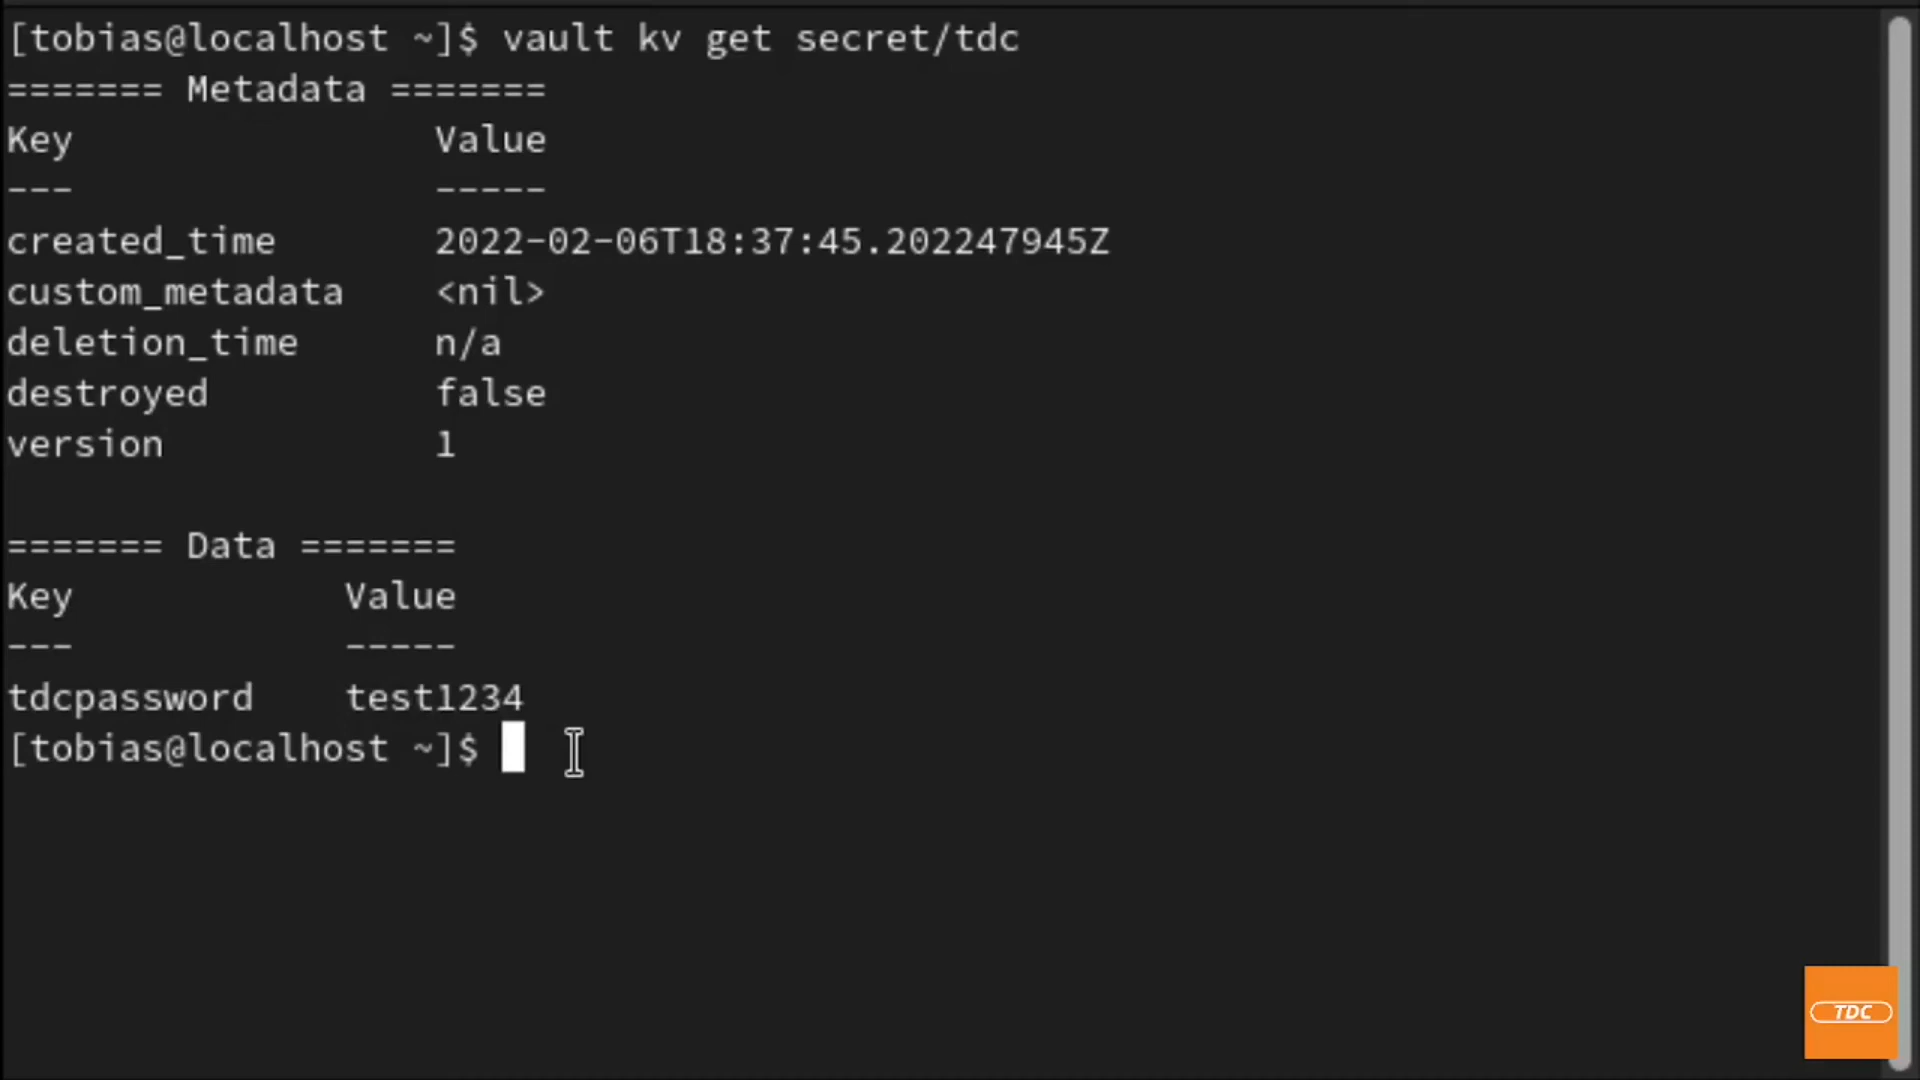 [tobias@localhost ~]$ vault kv get secret/tdc
======= Metadata =======
Key                Value
---                -----
created_time       2022-02-06T18:37:45.202247945Z
custom_metadata    <nil>
deletion_time      n/a
destroyed          false
version            1

======= Data =======
Key            Value
---            -----
tdcpassword    test1234
[tobias@localhost ~]$
TDC